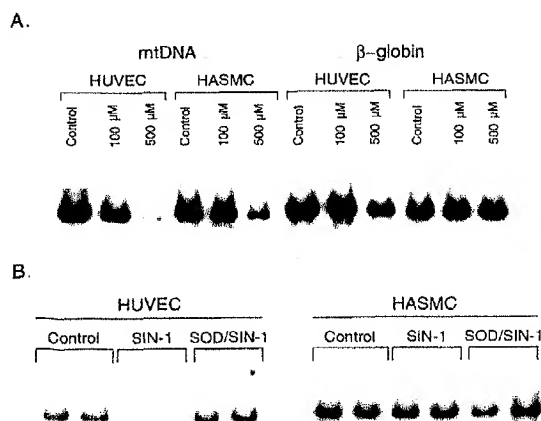 A.
mtDNA β-globin
HUVEC HASMC HUVEC HASMC
Control 100 µM 500 µM Control 100 µM 500 µM Control 100 µM 500 µM Control 100 µM 500 µM
B.
HUVEC HASMC
Control SIN-1 SOD/SIN-1 Control SIN-1 SOD/SIN-1